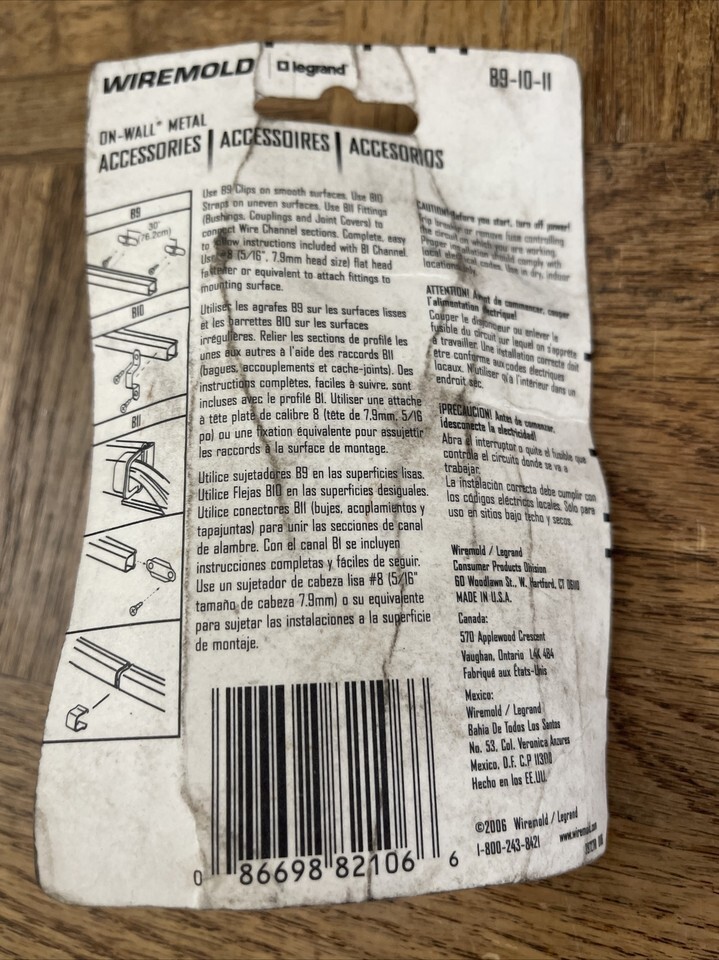 WIREMOLD legrand
B9-10-11
ON-WALL™ METAL
ACCESSORIES | ACCESSOIRES | ACCESORIOS
B9
30"
(76.2cm)
B10
B11
Use B9 Clips on smooth surfaces. Use B10
Straps on uneven surfaces. Use B11 Fittings
(Bushings, Couplings and Joint Covers) to
connect Wire Channel sections. Complete, easy
to follow instructions included with B1 Channel.
Use #8 (5/16", 7.9mm head size) flat head
fastener or equivalent to attach fittings to
mounting surface.
Utiliser les agrafes B9 sur les surfaces lisses
et les barrettes B10 sur les surfaces
irrégulières. Relier les sections de profilé les
unes aux autres à l'aide des raccords B11
(bagues, accouplements et cache-joints). Des
instructions complètes, faciles à suivre, sont
incluses avec le profilé B1. Utiliser une attache
à tête plate de calibre 8 (tête de 7.9mm, 5/16
po) ou une fixation équivalente pour assujettir
les raccords à la surface de montage.
Utilice sujetadores B9 en las superficies lisas.
Utilice Flejas B10 en las superficies desiguales.
Utilice conectores B11 (bujes, acoplamientos y
tapajuntas) para unir las secciones de canal
de alambre. Con el canal B1 se incluyen
instrucciones completas y fáciles de seguir.
Use un sujetador de cabeza lisa #8 (5/16"
tamaño de cabeza 7.9mm) o su equivalente
para sujetar las instalaciones a la superficie
de montaje.
CAUTION! Before you start, turn off power!
Trip breaker or remove fuse controlling
the circuit on which you are working.
Proper installation should comply with
local electrical codes. Use in dry, indoor
locations.
ATTENTION! Avant de commencer, couper
l'alimentation électrique!
Couper le disjoncteur ou enlever le
fusible du circuit sur lequel on s'apprête
à travailler. Une installation correcte doit
être conforme aux codes électriques
locaux. N'utiliser qu'à l'intérieur dans un
endroit sec.
¡PRECAUCION! Antes de comenzar,
¡desconecte la electricidad!
Abra el interruptor o quite el fusible que
controla el circuito donde se va a
trabajar.
La instalación correcta debe cumplir con
los códigos eléctricos locales. Solo para
uso en sitios bajo techo y secos.
Wiremold / Legrand
Consumer Products Division
60 Woodlawn St., W. Hartford, CT 06110
MADE IN U.S.A.
Canada:
570 Applewood Crescent
Vaughan, Ontario L4K 4B4
Fabriqué aux États-Unis
Mexico:
Wiremold / Legrand
Bahia De Todos Los Santos
No. 53, Col. Veronica Anzures
Mexico, D.F. C.P 11300
Hecho en los EE.UU.
©2006 Wiremold / Legrand
1-800-243-8421 www.wiremold.com
0 86698 82106 6